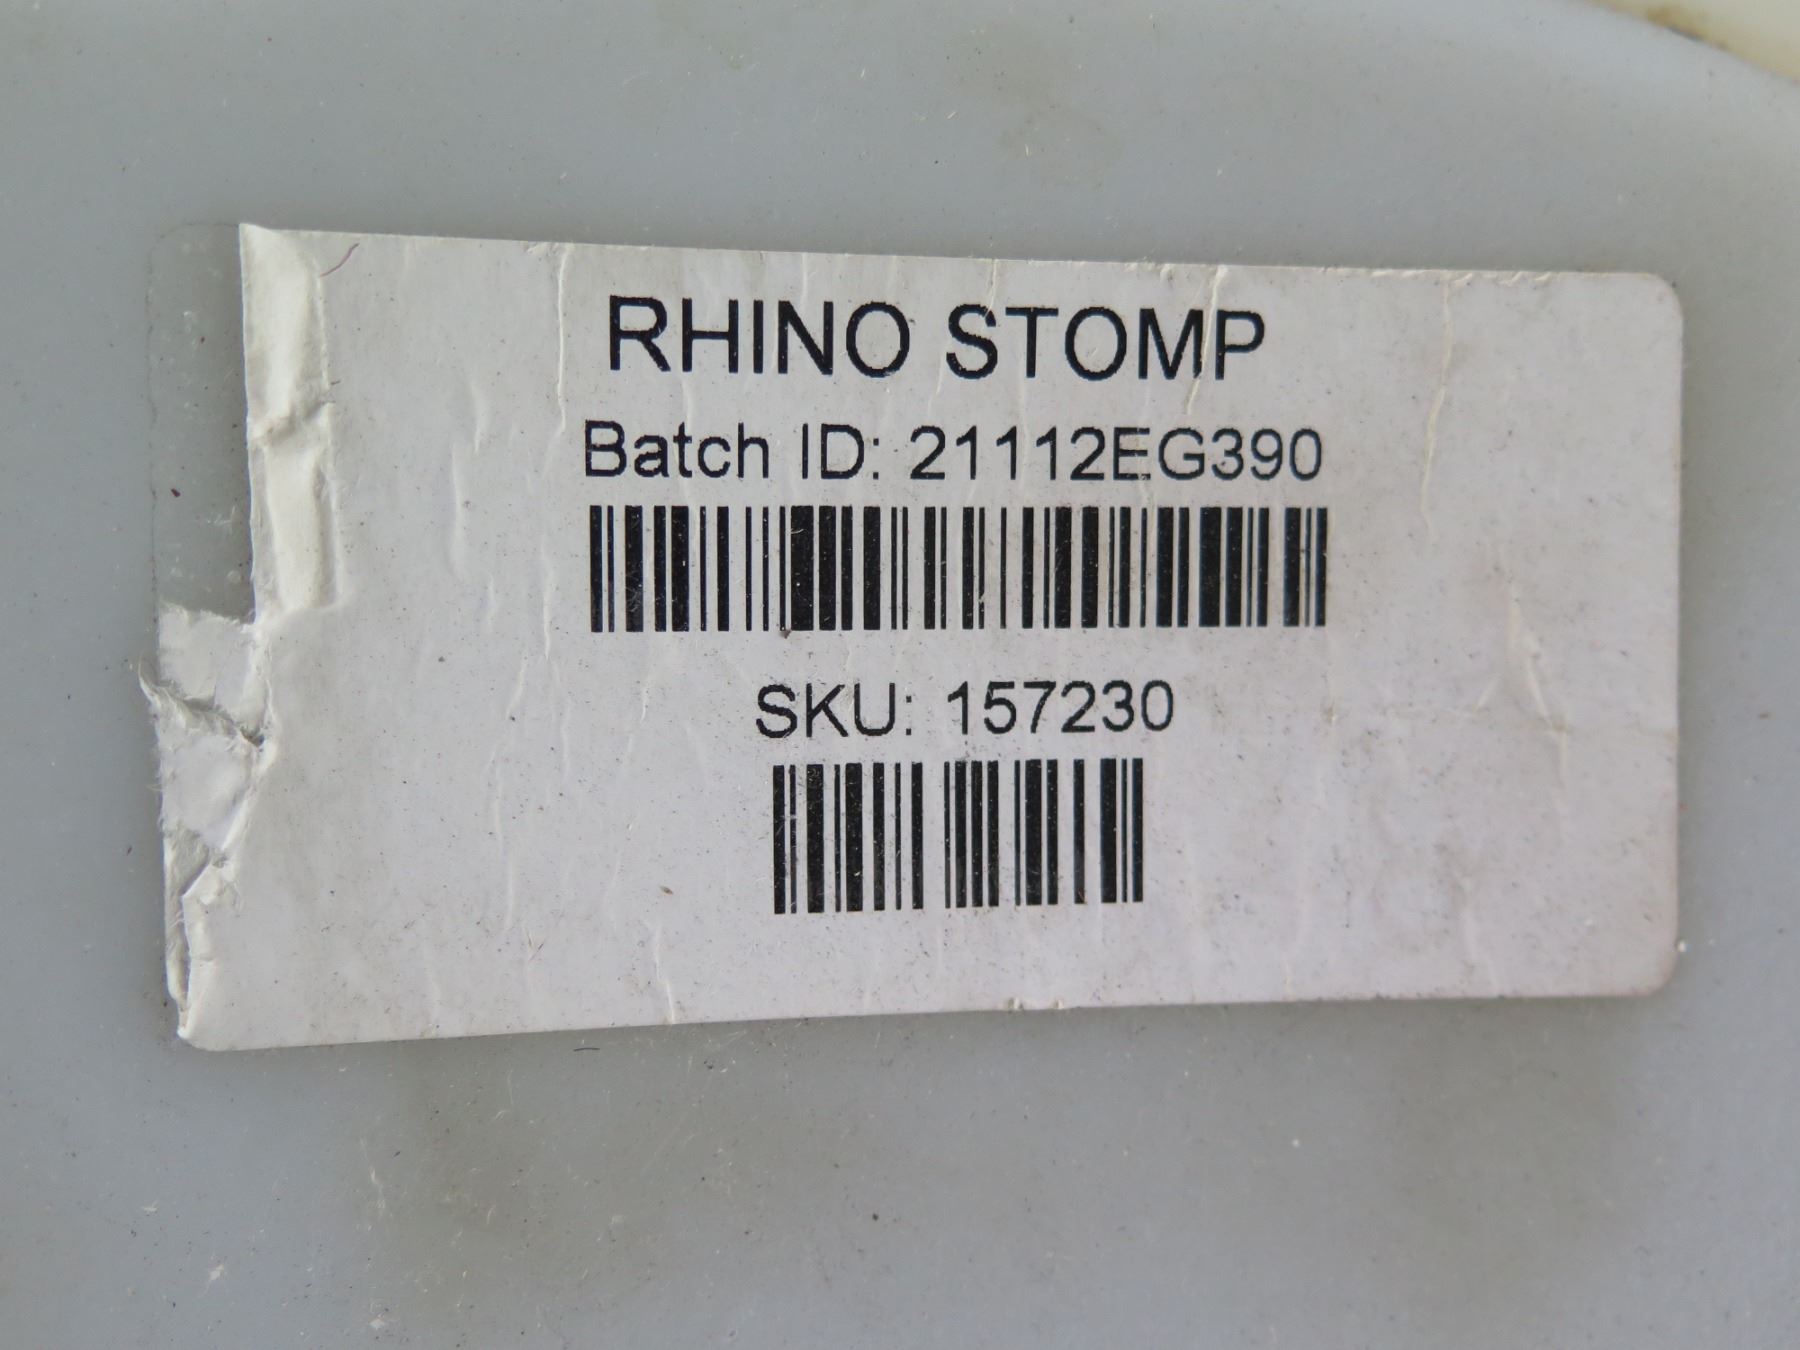 RHINO STOMP
Batch ID: 21112EG390
SKU: 157230